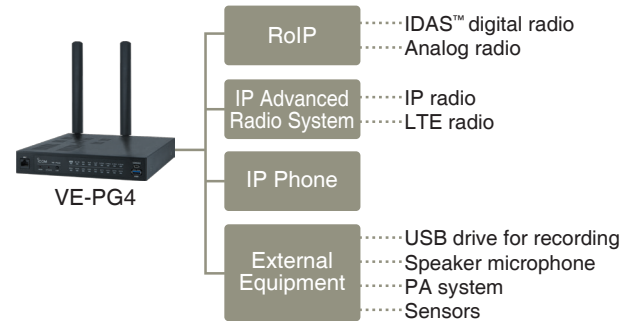 RoIP
IDAS™ digital radio
Analog radio
IP Advanced
Radio System
IP radio
LTE radio
IP Phone
VE-PG4
External
Equipment
USB drive for recording
Speaker microphone
PA system
Sensors